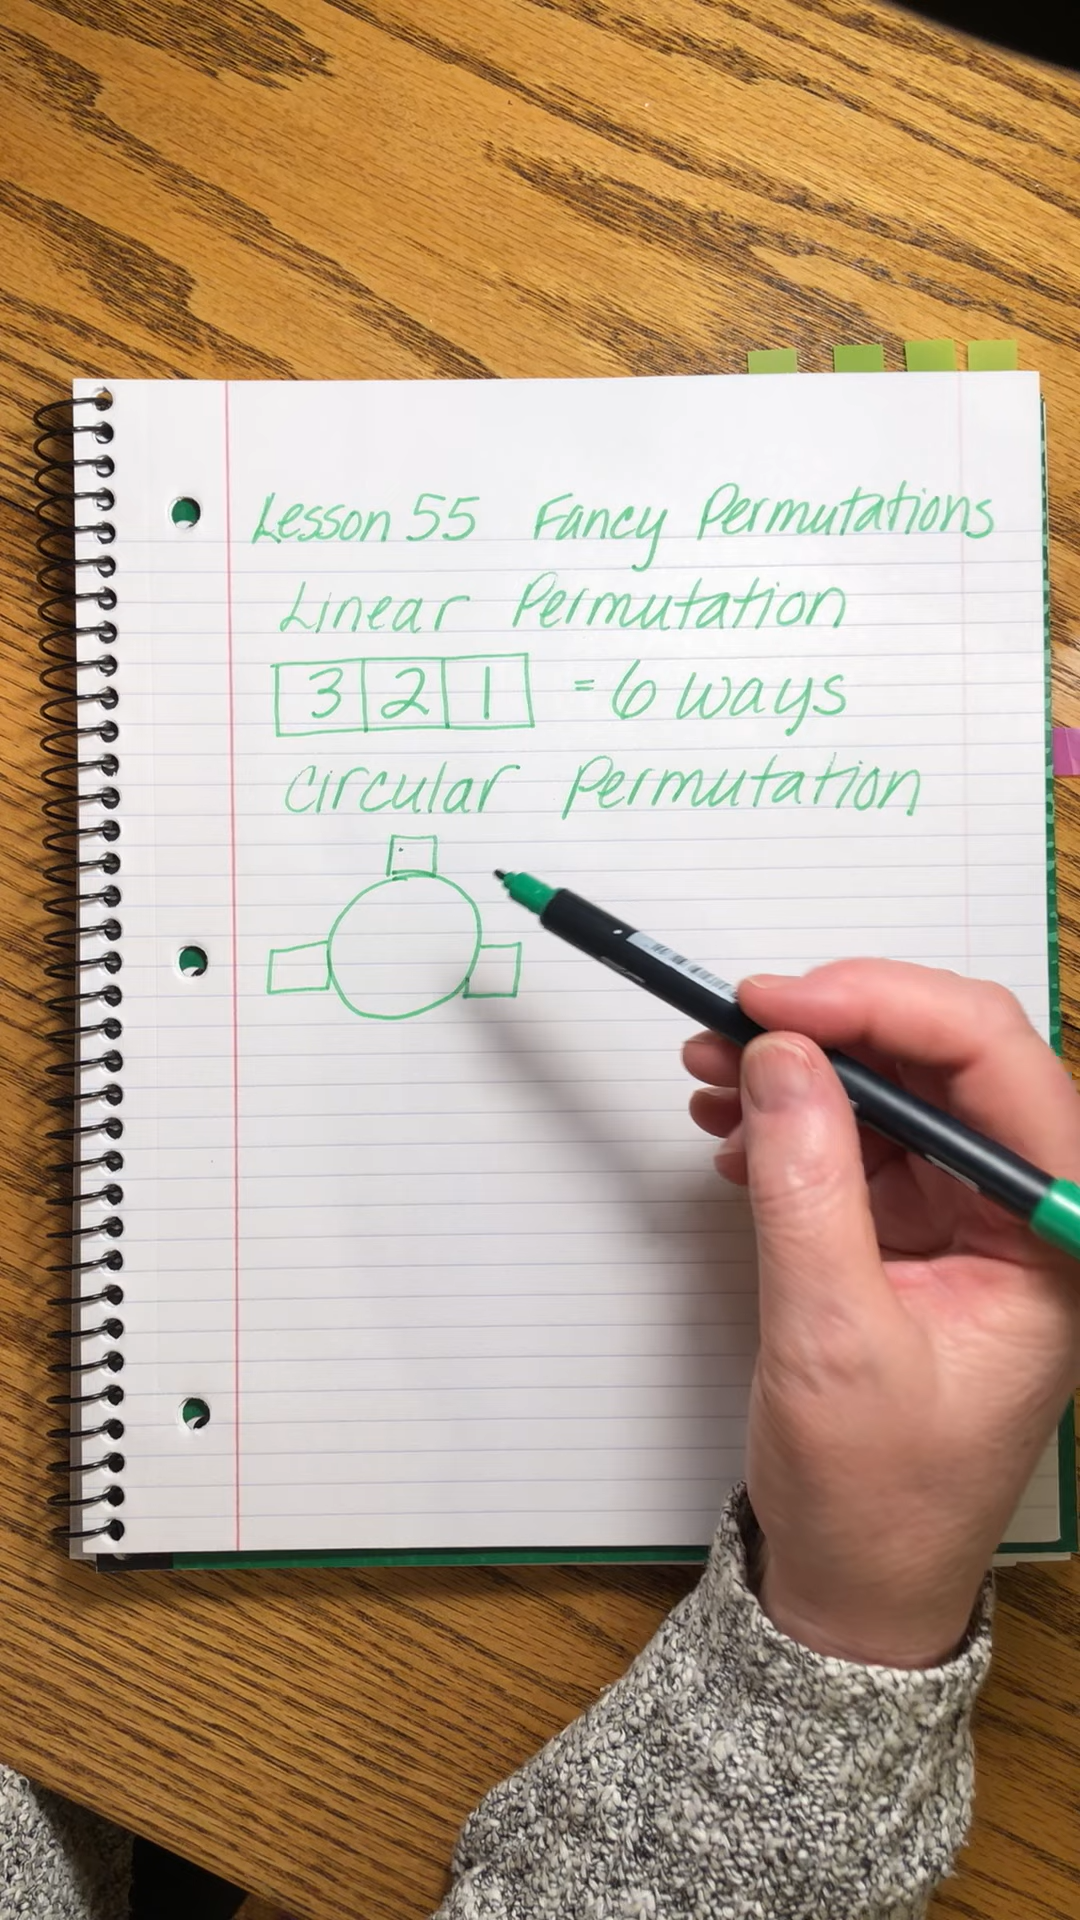 Lesson 55 Fancy Permutations
Linear Permutation
3 2 1 = 6 ways
Circular Permutation